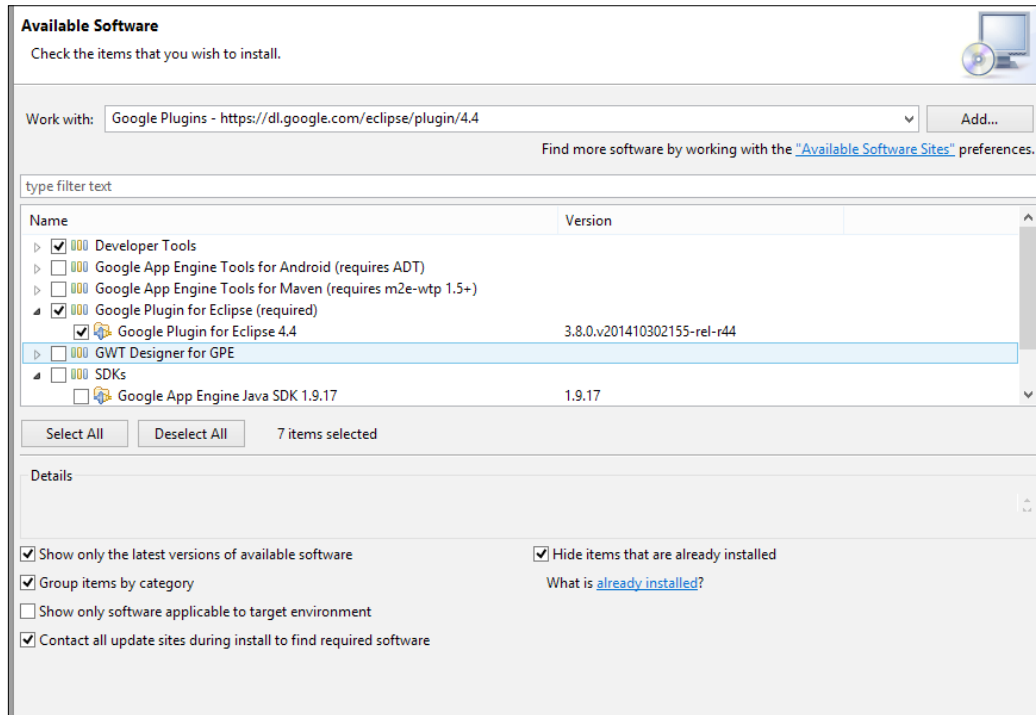 Available Software
Check the items that you wish to install.
Work with: Google Plugins - https://dl.google.com/eclipse/plugin/4.4 Add...
Find more software by working with the "Available Software Sites" preferences.
type filter text
Name Version
Developer Tools
Google App Engine Tools for Android (requires ADT)
Google App Engine Tools for Maven (requires m2e-wtp 1.5+)
Google Plugin for Eclipse (required)
Google Plugin for Eclipse 4.4 3.8.0.v201410302155-rel-r44
GWT Designer for GPE
SDKs
Google App Engine Java SDK 1.9.17 1.9.17
Select All Deselect All 7 items selected
Details
Show only the latest versions of available software Hide items that are already installed
Group items by category What is already installed?
Show only software applicable to target environment
Contact all update sites during install to find required software